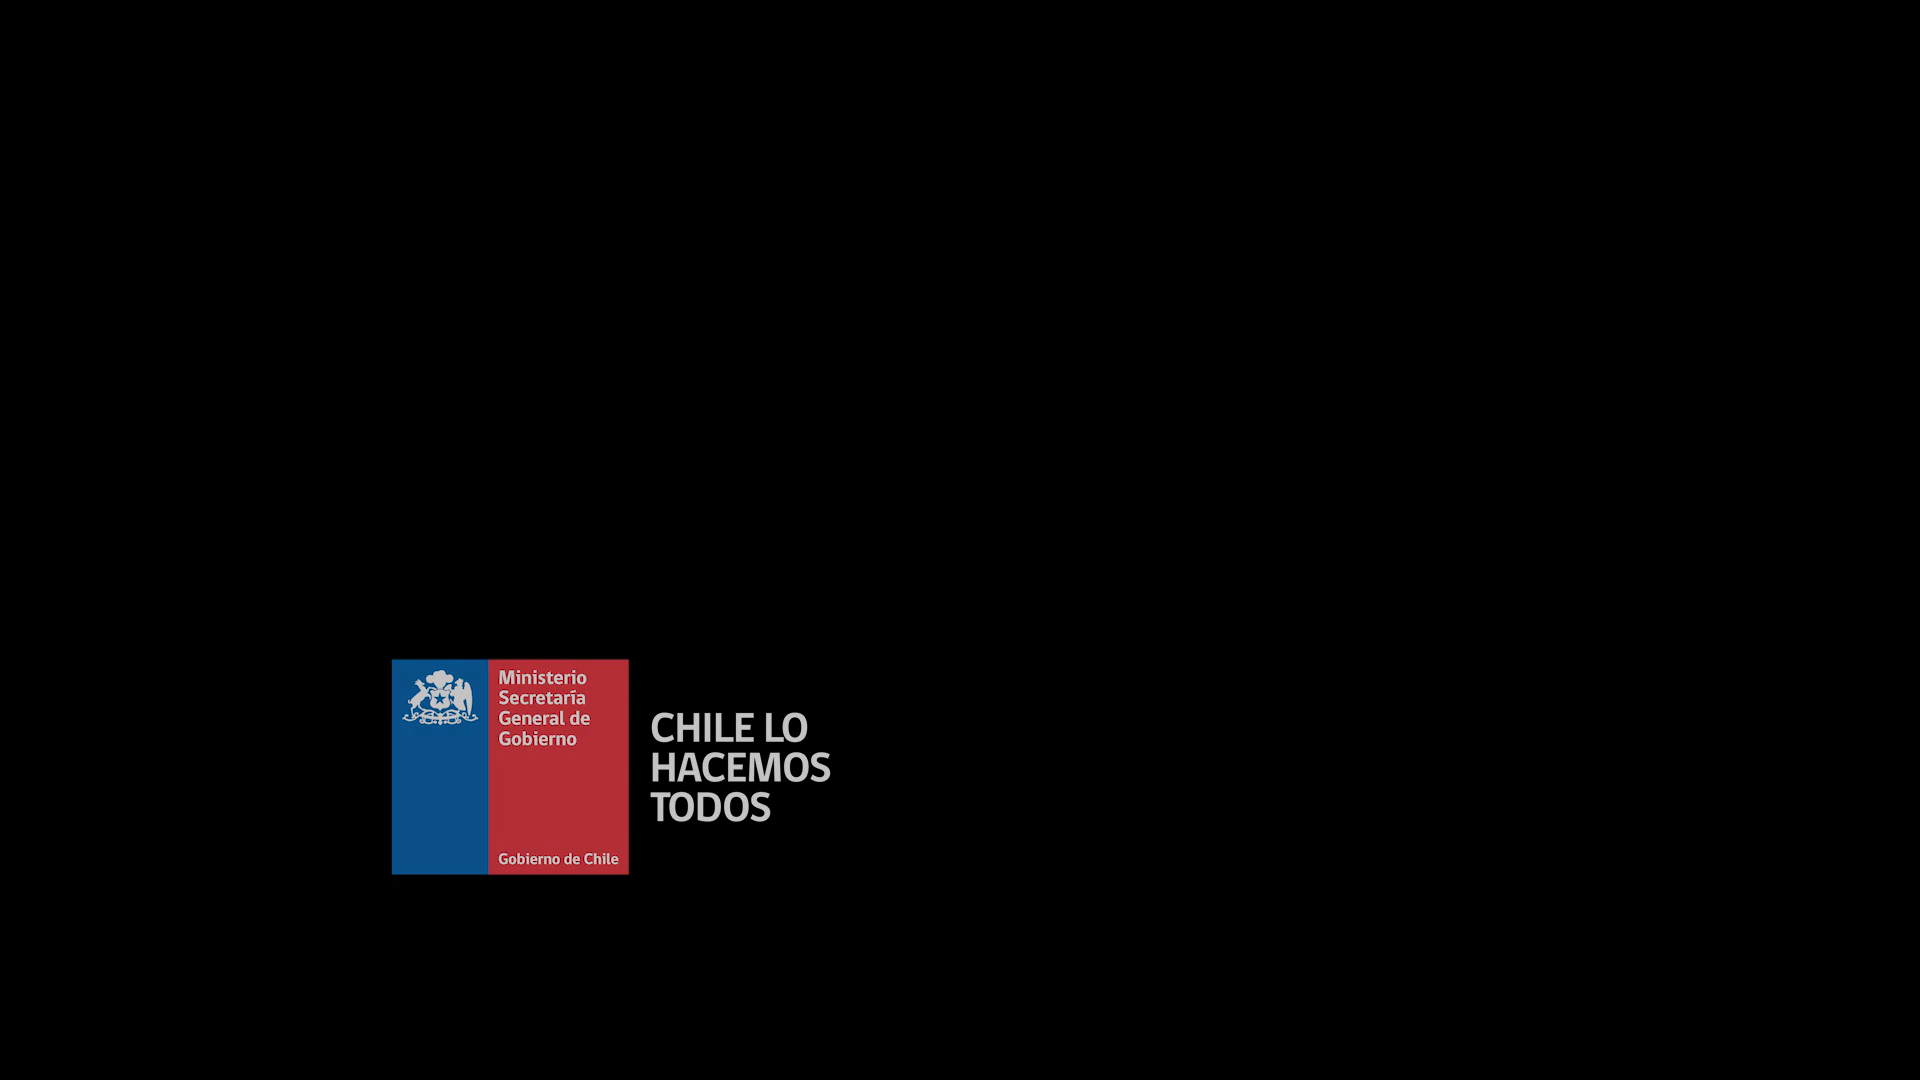 Ministerio
Secretaría
General de
Gobierno
Gobierno de Chile
CHILE LO
HACEMOS
TODOS